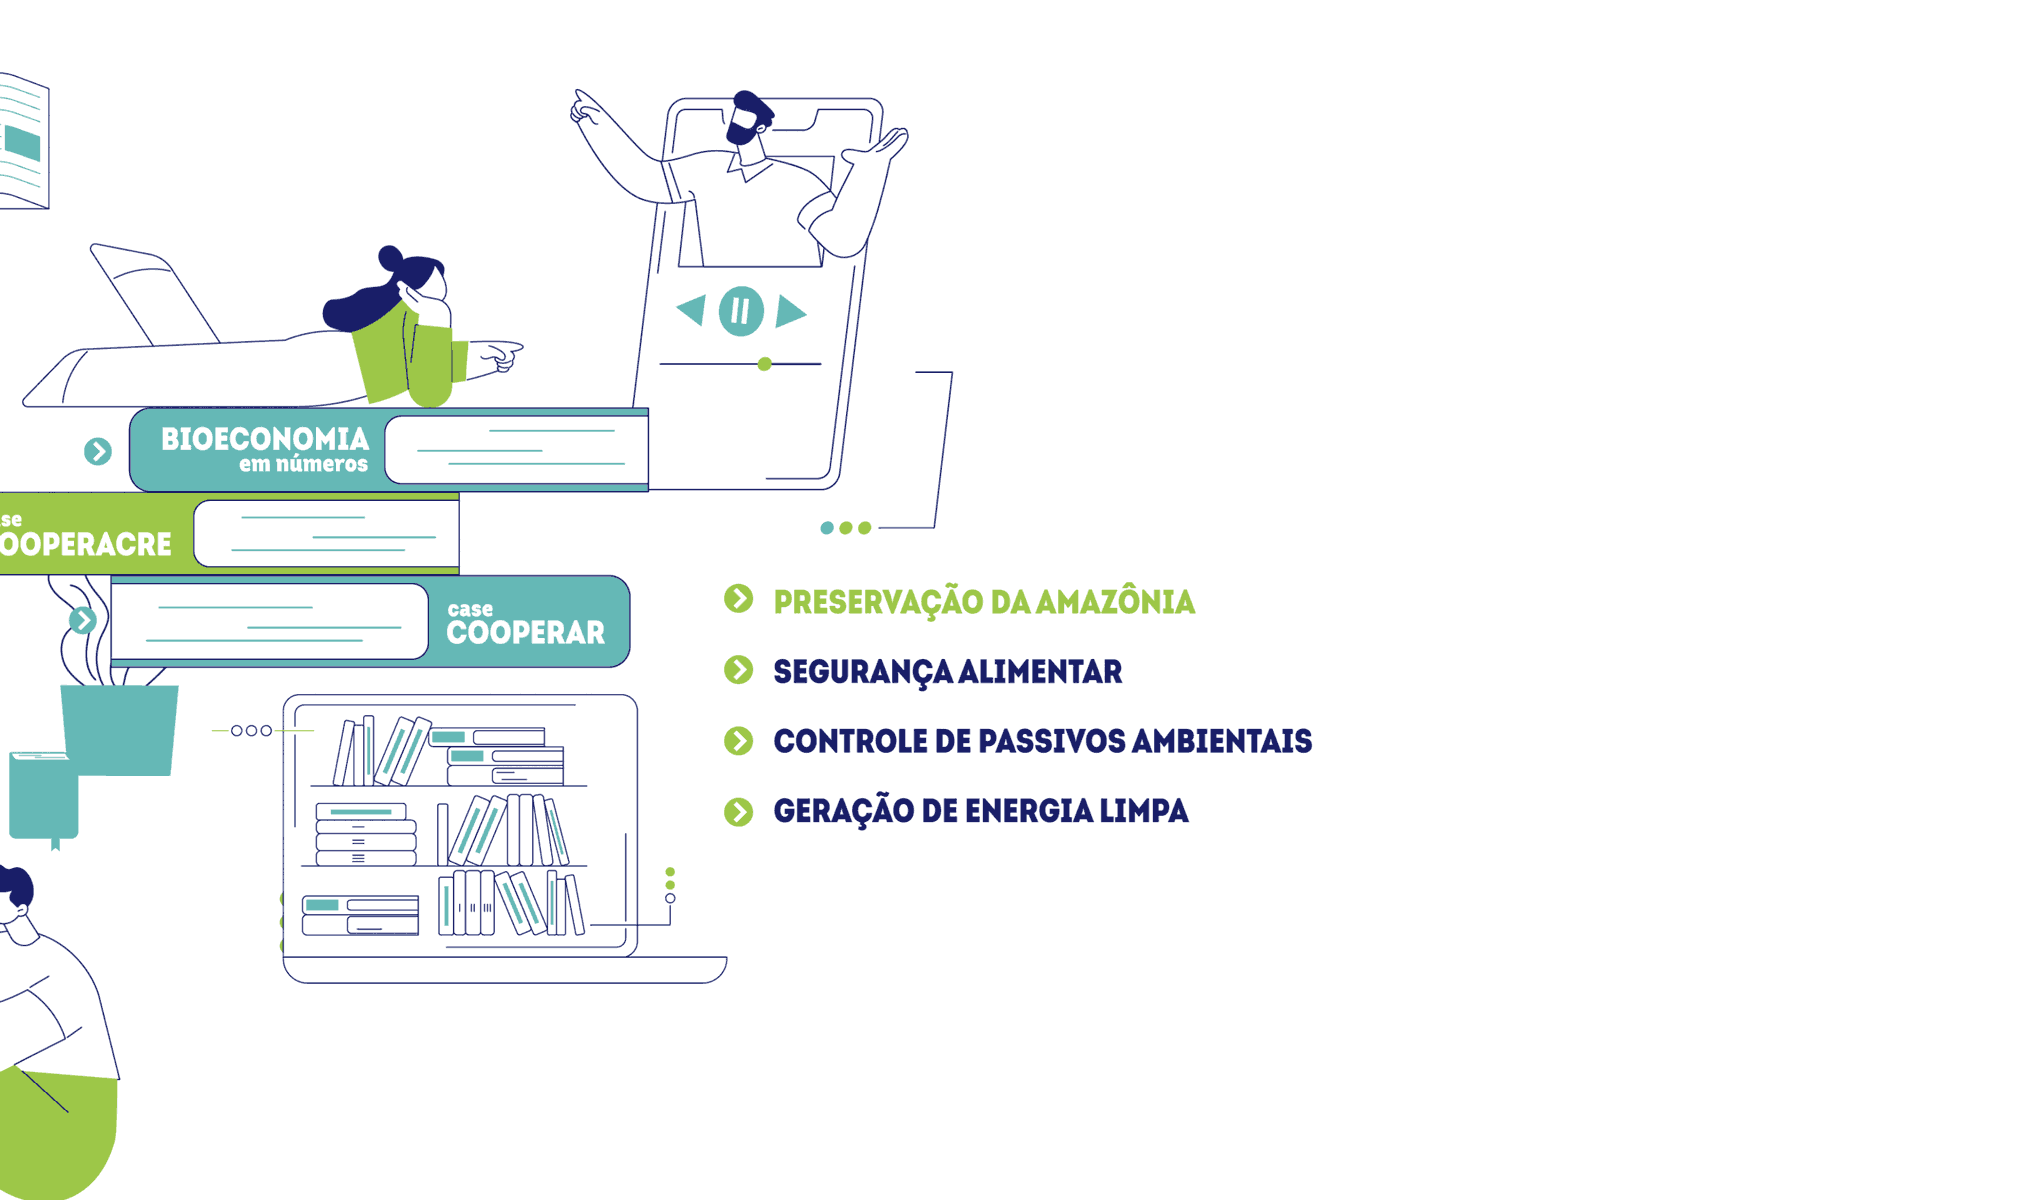 BIOECONOMIA
em números
se
OOPERACRE
case
COOPERAR
PRESERVAÇÃO DA AMAZÔNIA
SEGURANÇA ALIMENTAR
CONTROLE DE PASSIVOS AMBIENTAIS
GERAÇÃO DE ENERGIA LIMPA